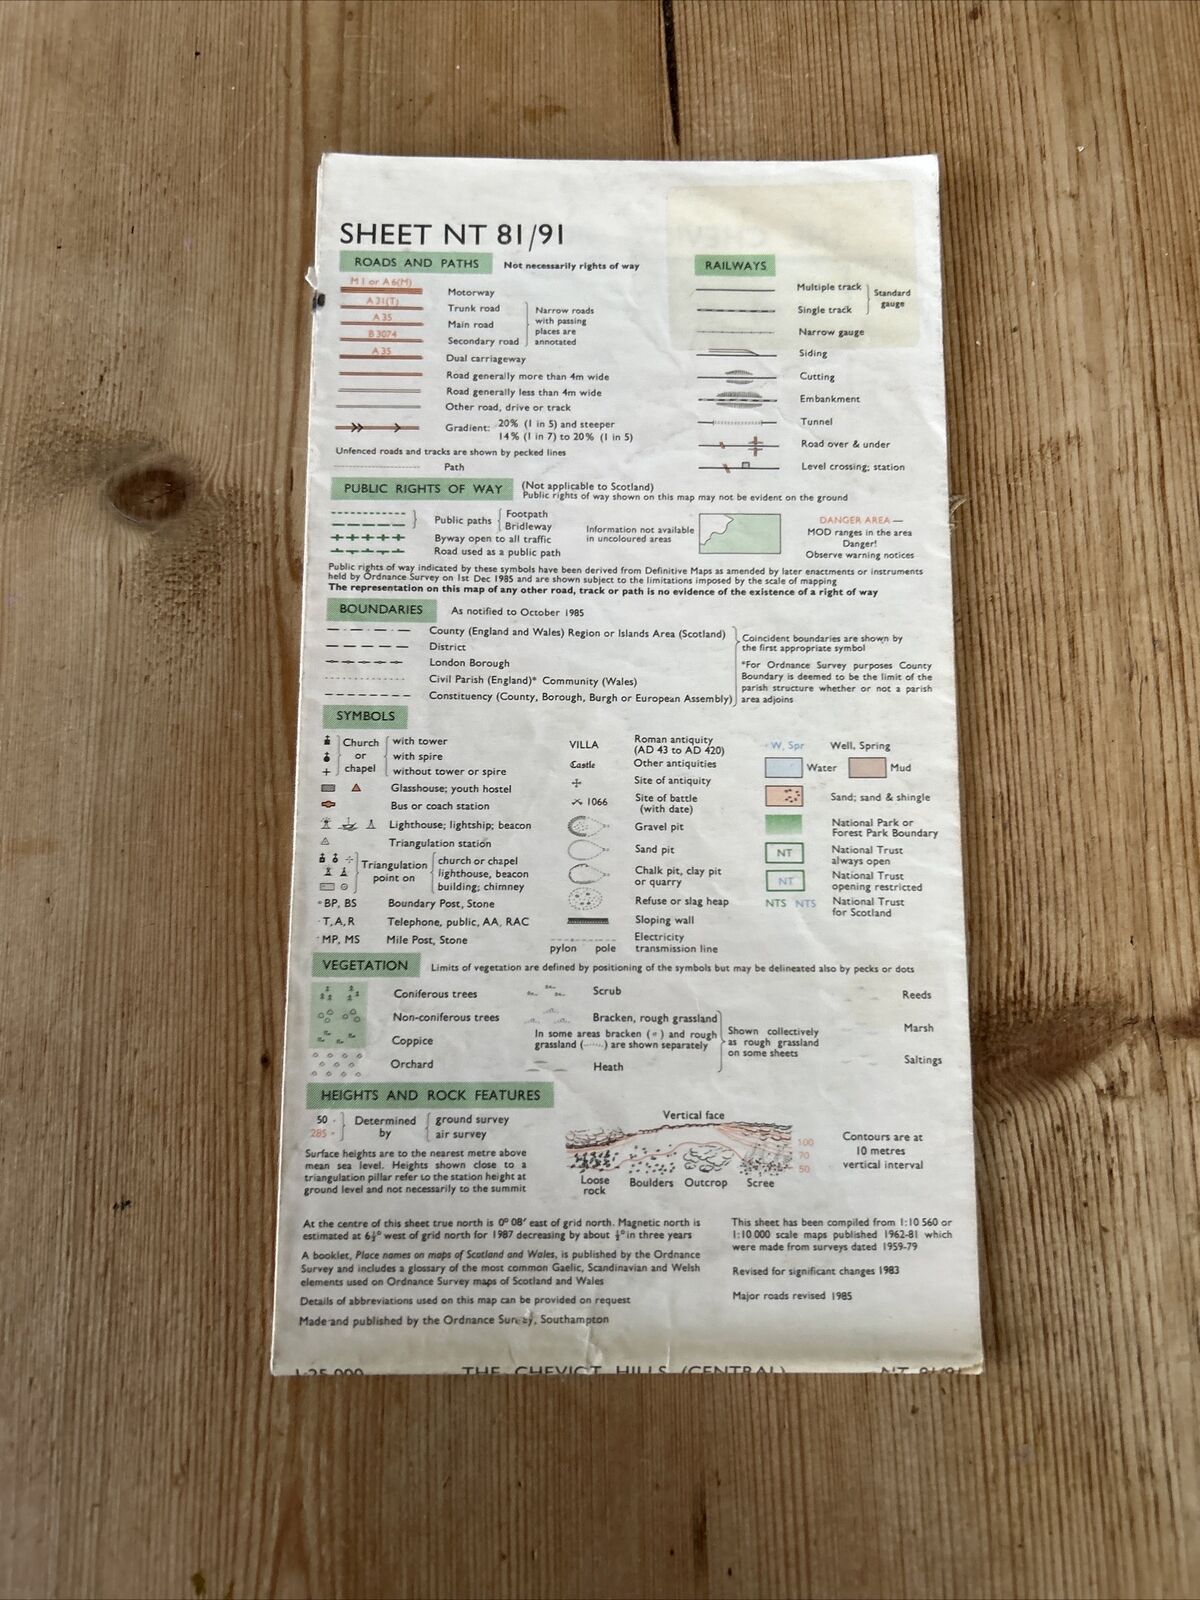 SHEET NT 81/91
ROADS AND PATHS Not necessarily rights of way
M 1 or A 6(M)
Motorway
A 31(T)
Trunk road
A 35
Main road
B 3074
Secondary road
Narrow roads
with passing
places are
annotated
A 35
Dual carriageway
Road generally more than 4m wide
Road generally less than 4m wide
Other road, drive or track
Gradient: 20% (1 in 5) and steeper
14% (1 in 7) to 20% (1 in 5)
Unfenced roads and tracks are shown by pecked lines
Path
RAILWAYS
Multiple track
Single track
Standard
gauge
Narrow gauge
Siding
Cutting
Embankment
Tunnel
Road over & under
Level crossing; station
PUBLIC RIGHTS OF WAY (Not applicable to Scotland)
Public rights of way shown on this map may not be evident on the ground
Public paths
Footpath
Bridleway
Byway open to all traffic
Road used as a public path
Information not available
in uncoloured areas
DANGER AREA —
MOD ranges in the area
Danger!
Observe warning notices
Public rights of way indicated by these symbols have been derived from Definitive Maps as amended by later enactments or instruments
held by Ordnance Survey on 1st Dec 1985 and are shown subject to the limitations imposed by the scale of mapping
The representation on this map of any other road, track or path is no evidence of the existence of a right of way
BOUNDARIES As notified to October 1985
County (England and Wales) Region or Islands Area (Scotland)
District
London Borough
Civil Parish (England)* Community (Wales)
Constituency (County, Borough, Burgh or European Assembly)
Coincident boundaries are shown by
the first appropriate symbol
*For Ordnance Survey purposes County
Boundary is deemed to be the limit of the
parish structure whether or not a parish
area adjoins
SYMBOLS
Church
or
chapel
with tower
with spire
without tower or spire
Glasshouse; youth hostel
Bus or coach station
Lighthouse; lightship; beacon
Triangulation station
Triangulation
point on
church or chapel
lighthouse, beacon
building; chimney
BP, BS Boundary Post, Stone
T, A, R Telephone, public, AA, RAC
MP, MS Mile Post, Stone
VILLA Roman antiquity
(AD 43 to AD 420)
Castle Other antiquities
Site of antiquity
1066 Site of battle
(with date)
Gravel pit
Sand pit
Chalk pit, clay pit
or quarry
Refuse or slag heap
Sloping wall
pylon pole Electricity
transmission line
W, Spr Well, Spring
Water Mud
Sand; sand & shingle
National Park or
Forest Park Boundary
NT National Trust
always open
NT National Trust
opening restricted
NTS NTS National Trust
for Scotland
VEGETATION Limits of vegetation are defined by positioning of the symbols but may be delineated also by pecks or dots
Coniferous trees
Non-coniferous trees
Coppice
Orchard
Scrub
Bracken, rough grassland
In some areas bracken ( ) and rough
grassland (......) are shown separately
Heath
Shown collectively
as rough grassland
on some sheets
Reeds
Marsh
Saltings
HEIGHTS AND ROCK FEATURES
50
285
Determined
by
ground survey
air survey
Surface heights are to the nearest metre above
mean sea level. Heights shown close to a
triangulation pillar refer to the station height at
ground level and not necessarily to the summit
Vertical face
100
70
50
Loose
rock
Boulders Outcrop Scree
Contours are at
10 metres
vertical interval
At the centre of this sheet true north is 0° 08′ east of grid north. Magnetic north is
estimated at 6½° west of grid north for 1987 decreasing by about ½° in three years
A booklet, Place names on maps of Scotland and Wales, is published by the Ordnance
Survey and includes a glossary of the most common Gaelic, Scandinavian and Welsh
elements used on Ordnance Survey maps of Scotland and Wales
Details of abbreviations used on this map can be provided on request
Made and published by the Ordnance Survey, Southampton
This sheet has been compiled from 1:10 560 or
1:10 000 scale maps published 1962-81 which
were made from surveys dated 1959-79
Revised for significant changes 1983
Major roads revised 1985
1:25 000 THE CHEVIOT HILLS (CENTRAL) NT 81/91